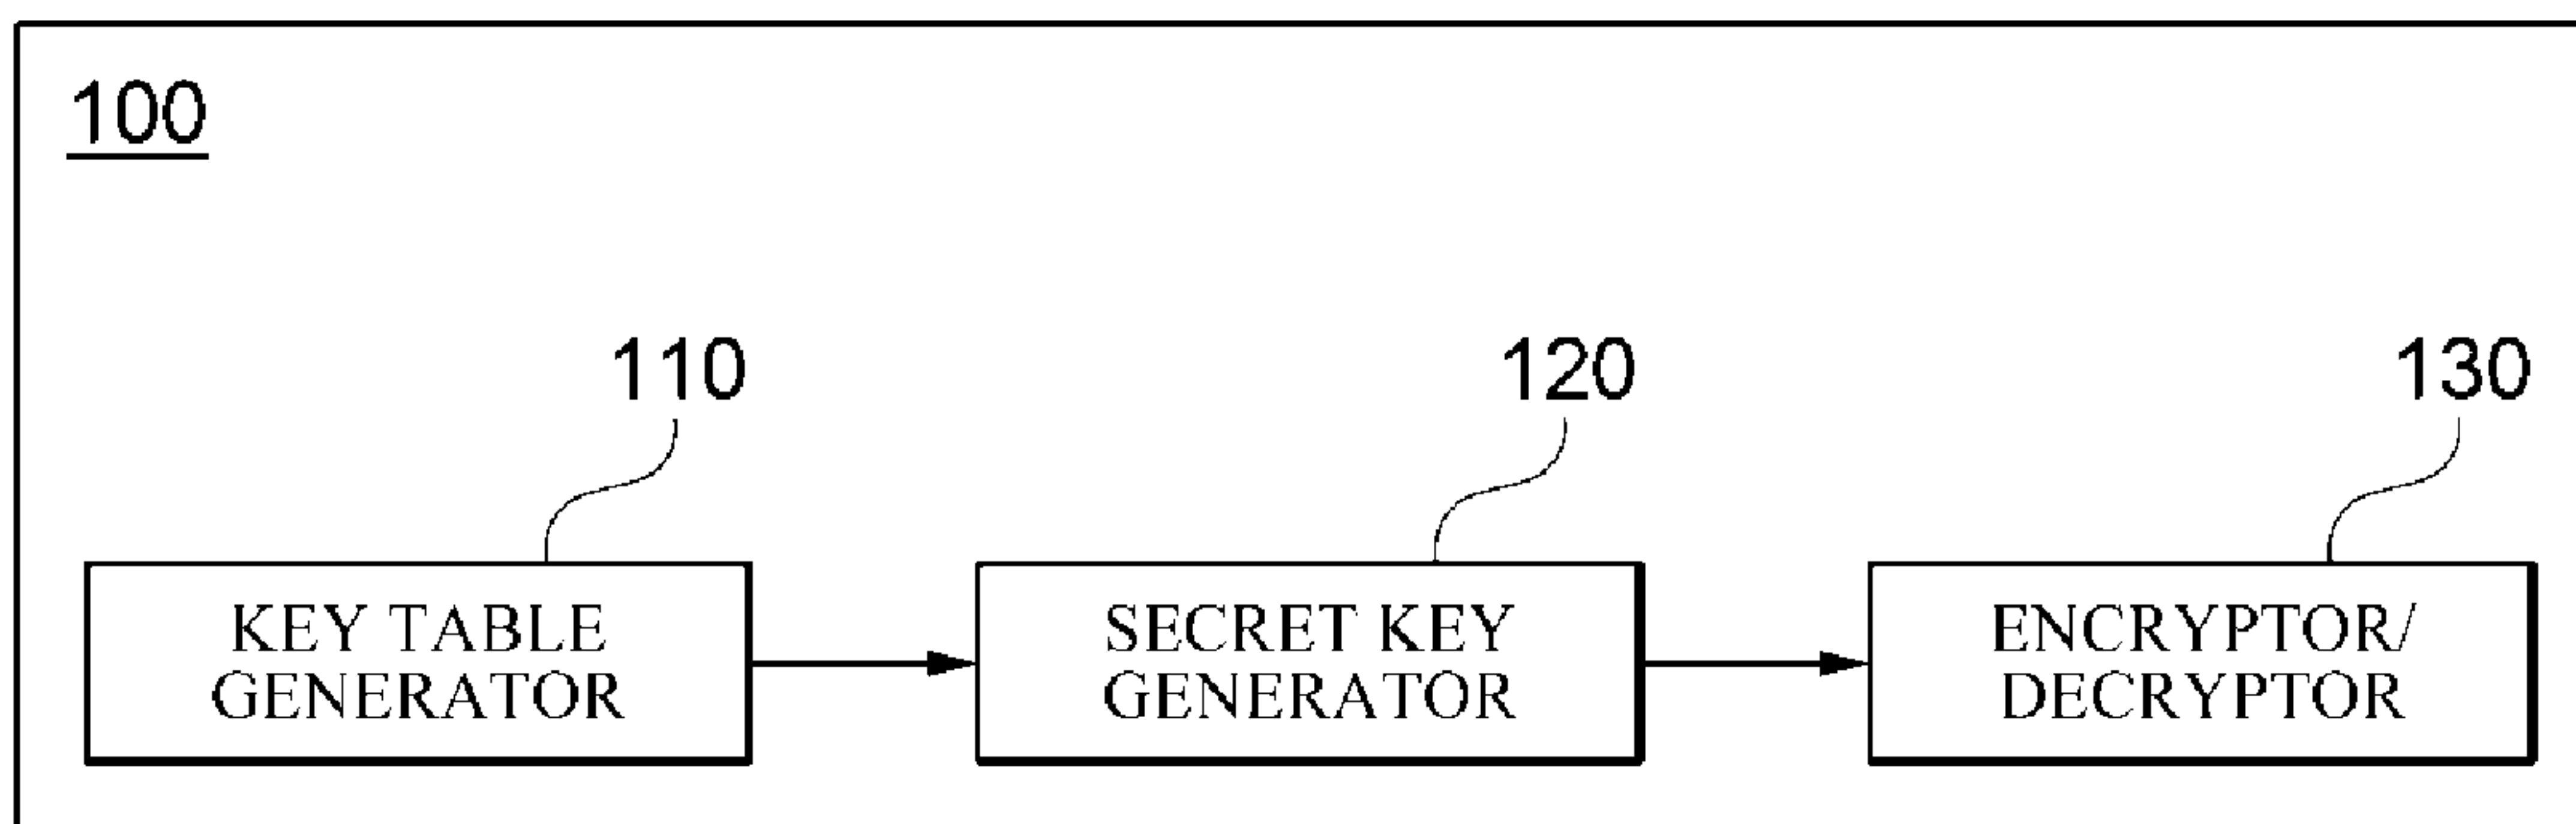 100
110
120
130
KEY TABLE
GENERATOR
SECRET KEY
GENERATOR
ENCRYPTOR/
DECRYPTOR